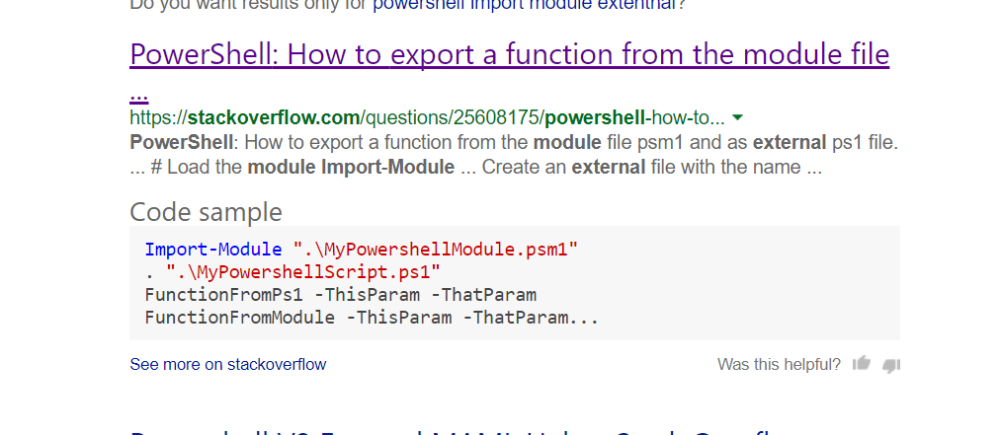 Do you want results only for powershell import module extenthal?
PowerShell: How to export a function from the module file
...
https://stackoverflow.com/questions/25608175/powershell-how-to...
PowerShell: How to export a function from the module file psm1 and as external ps1 file.
... # Load the module Import-Module ... Create an external file with the name ...
Code sample
Import-Module ".\MyPowershellModule.psm1"
. ".\MyPowershellScript.ps1"
FunctionFromPs1 -ThisParam -ThatParam
FunctionFromModule -ThisParam -ThatParam...
See more on stackoverflow
Was this helpful?